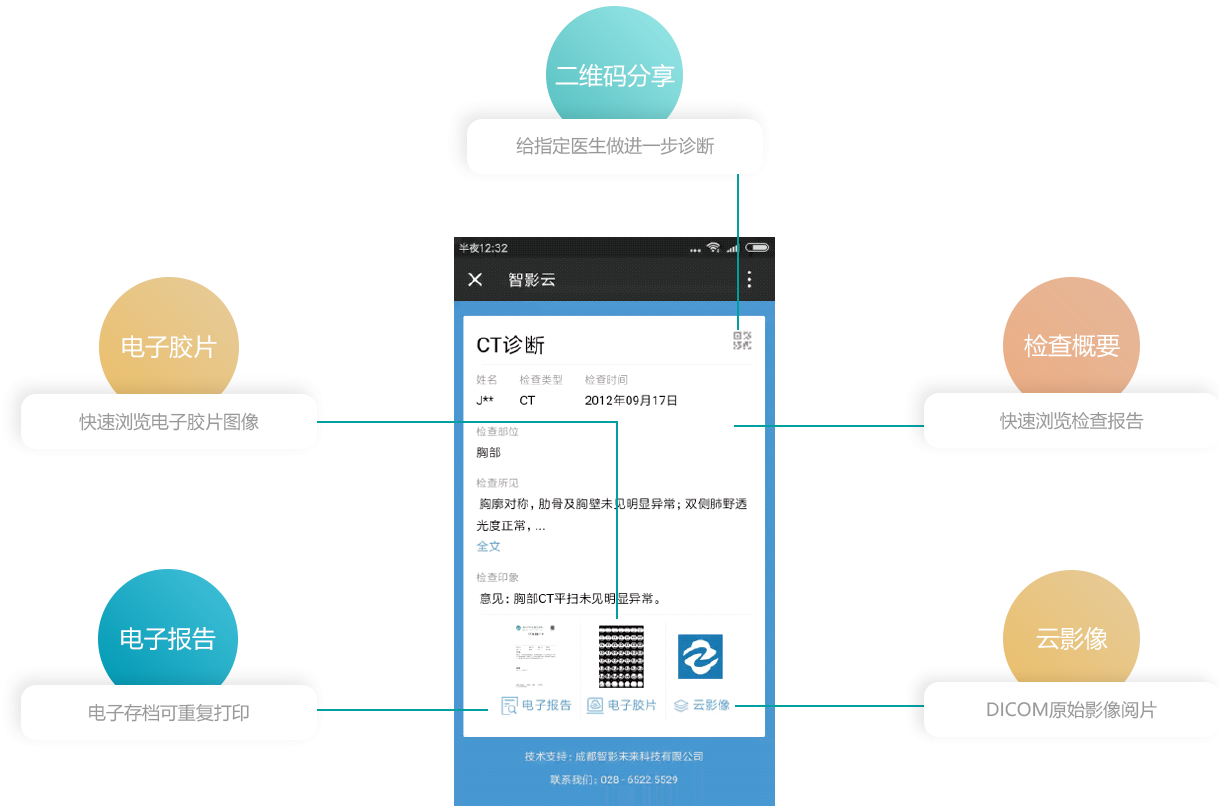 二维码分享
给指定医生做进一步诊断
半夜12:32
智影云
电子胶片
快速浏览电子胶片图像
检查概要
快速浏览检查报告
CT诊断
姓名 检查类型 检查时间
J** CT 2012年09月17日
检查部位
胸部
检查所见
胸廓对称，肋骨及胸壁未见明显异常；双侧肺野透
光度正常，...
全文
检查印象
意见：胸部CT平扫未见明显异常。
电子报告
电子存档可重复打印
云影像
DICOM原始影像阅片
电子报告 电子胶片 云影像
技术支持：成都智影未来科技有限公司
联系我们：028 - 6522 5529